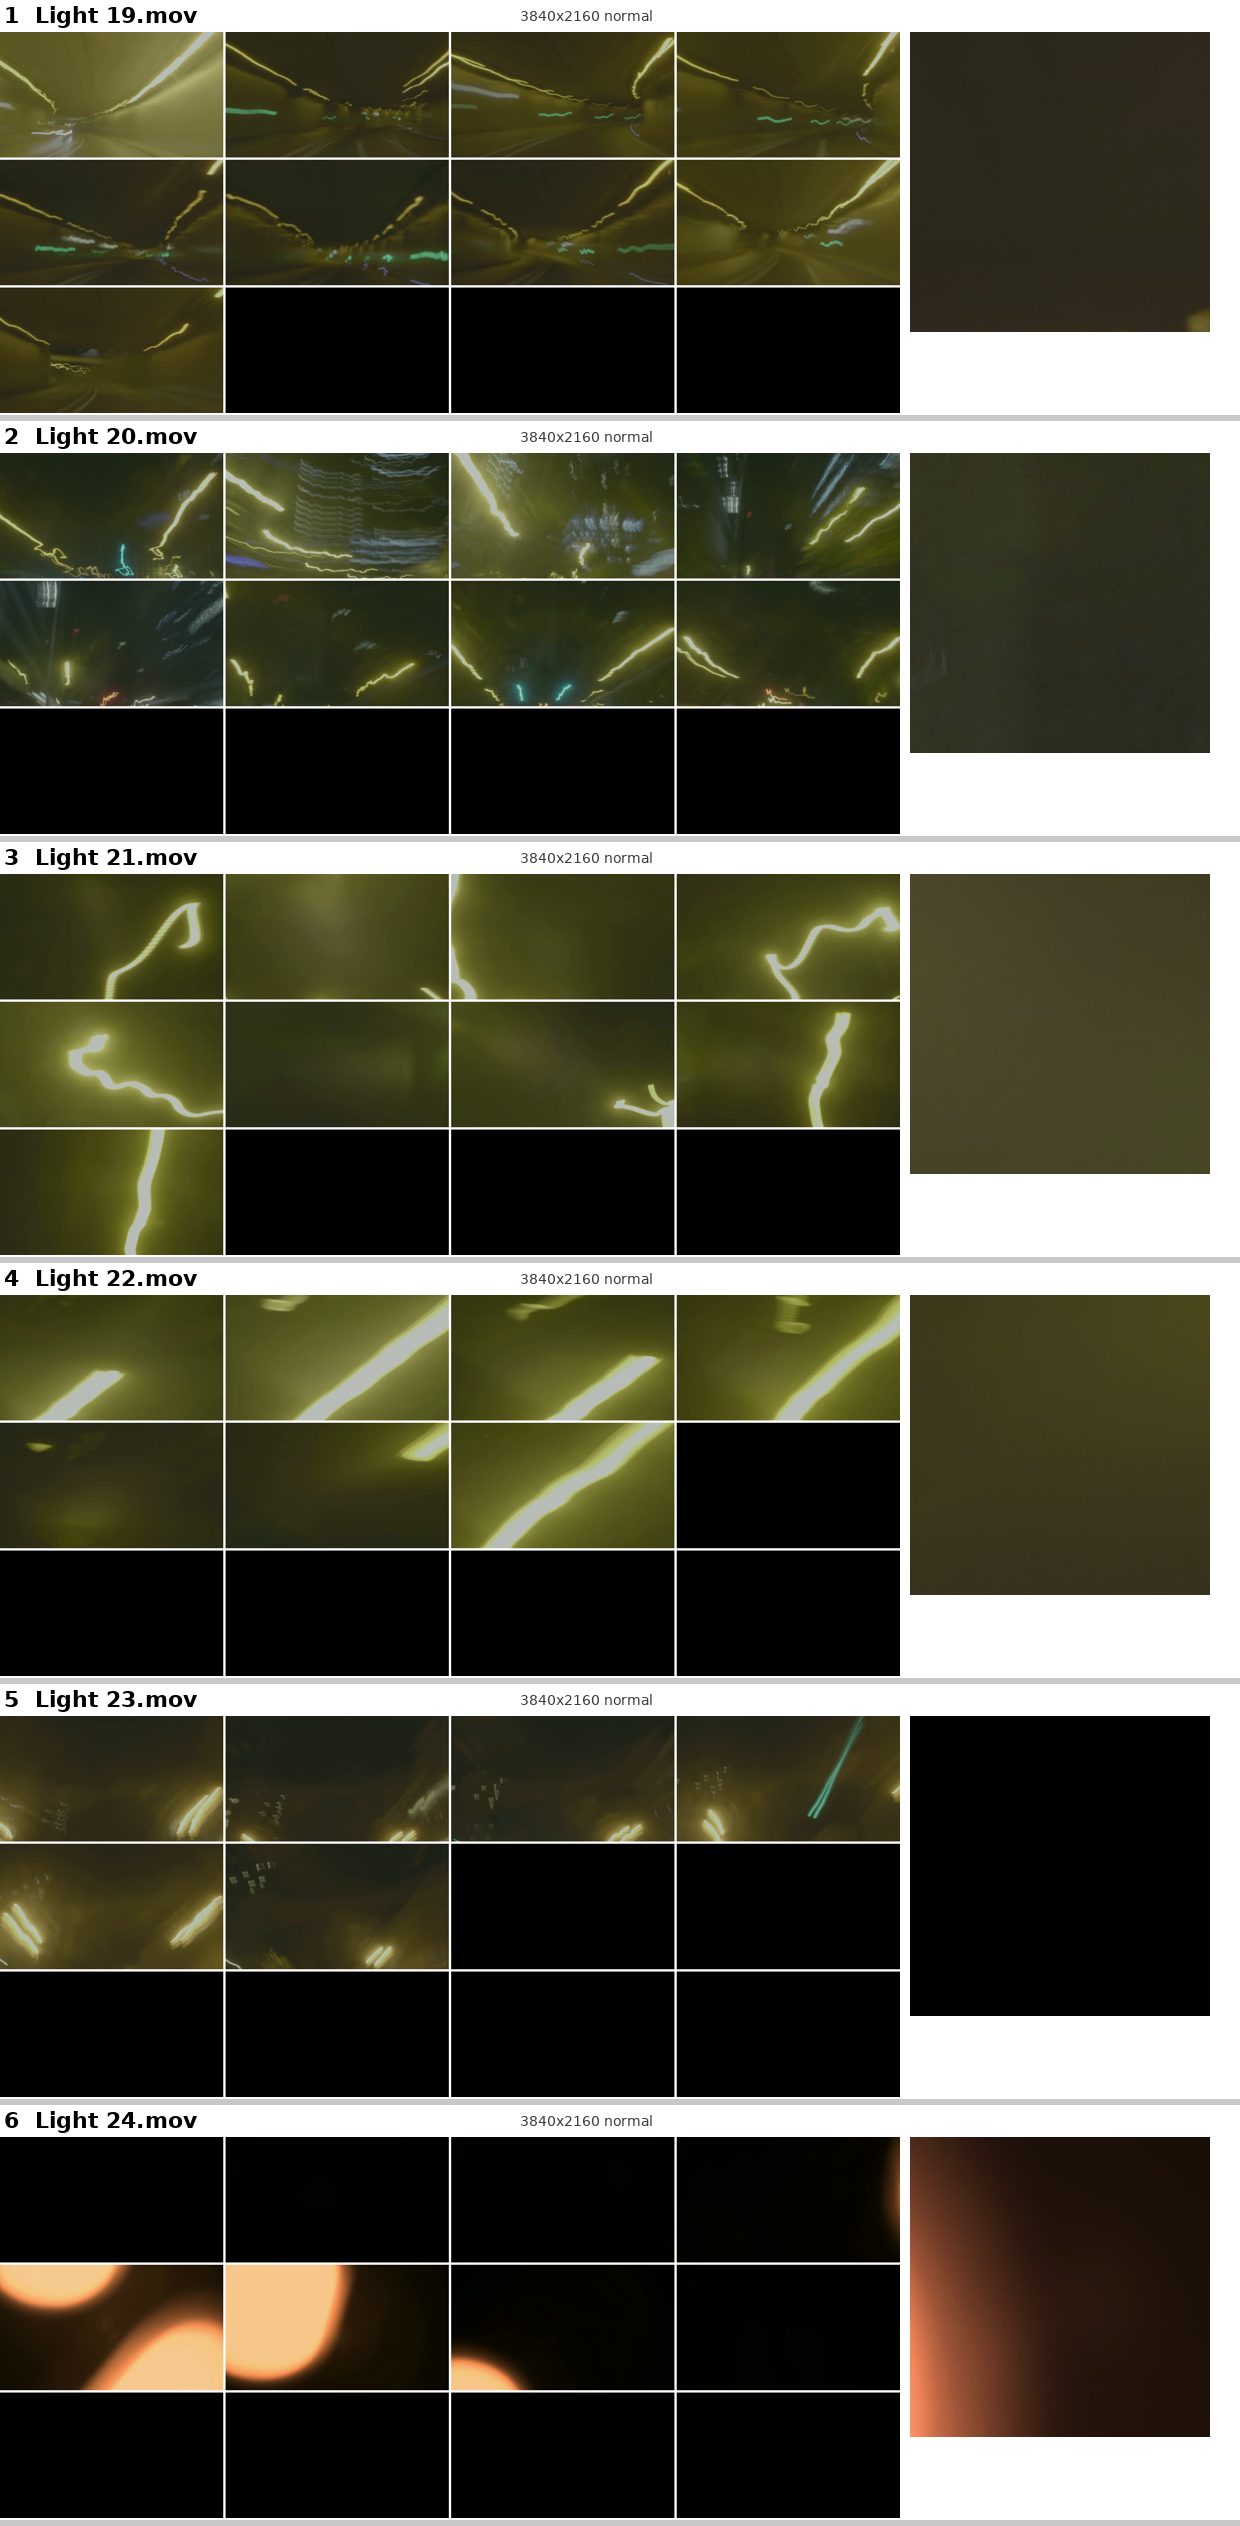 1 Light 19.mov 3840x2160 normal
2 Light 20.mov 3840x2160 normal
3 Light 21.mov 3840x2160 normal
4 Light 22.mov 3840x2160 normal
5 Light 23.mov 3840x2160 normal
6 Light 24.mov 3840x2160 normal